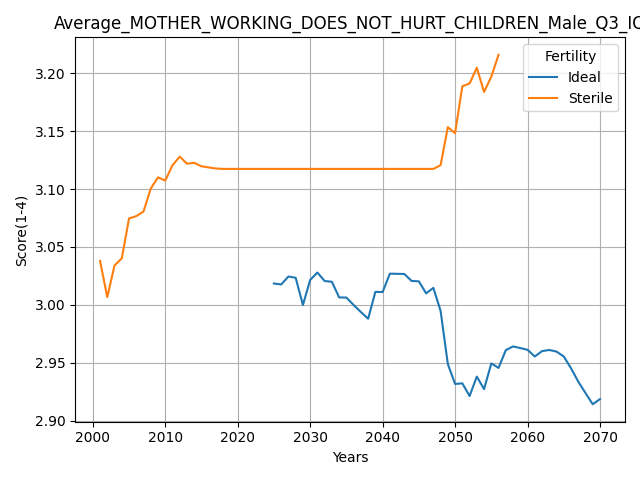 Average_MOTHER_WORKING_DOES_NOT_HURT_CHILDREN_Male_Q3_IQ
Fertility
Ideal
Sterile
Score(1-4)
3.20
3.15
3.10
3.05
3.00
2.95
2.90
2000 2010 2020 2030 2040 2050 2060 2070
Years